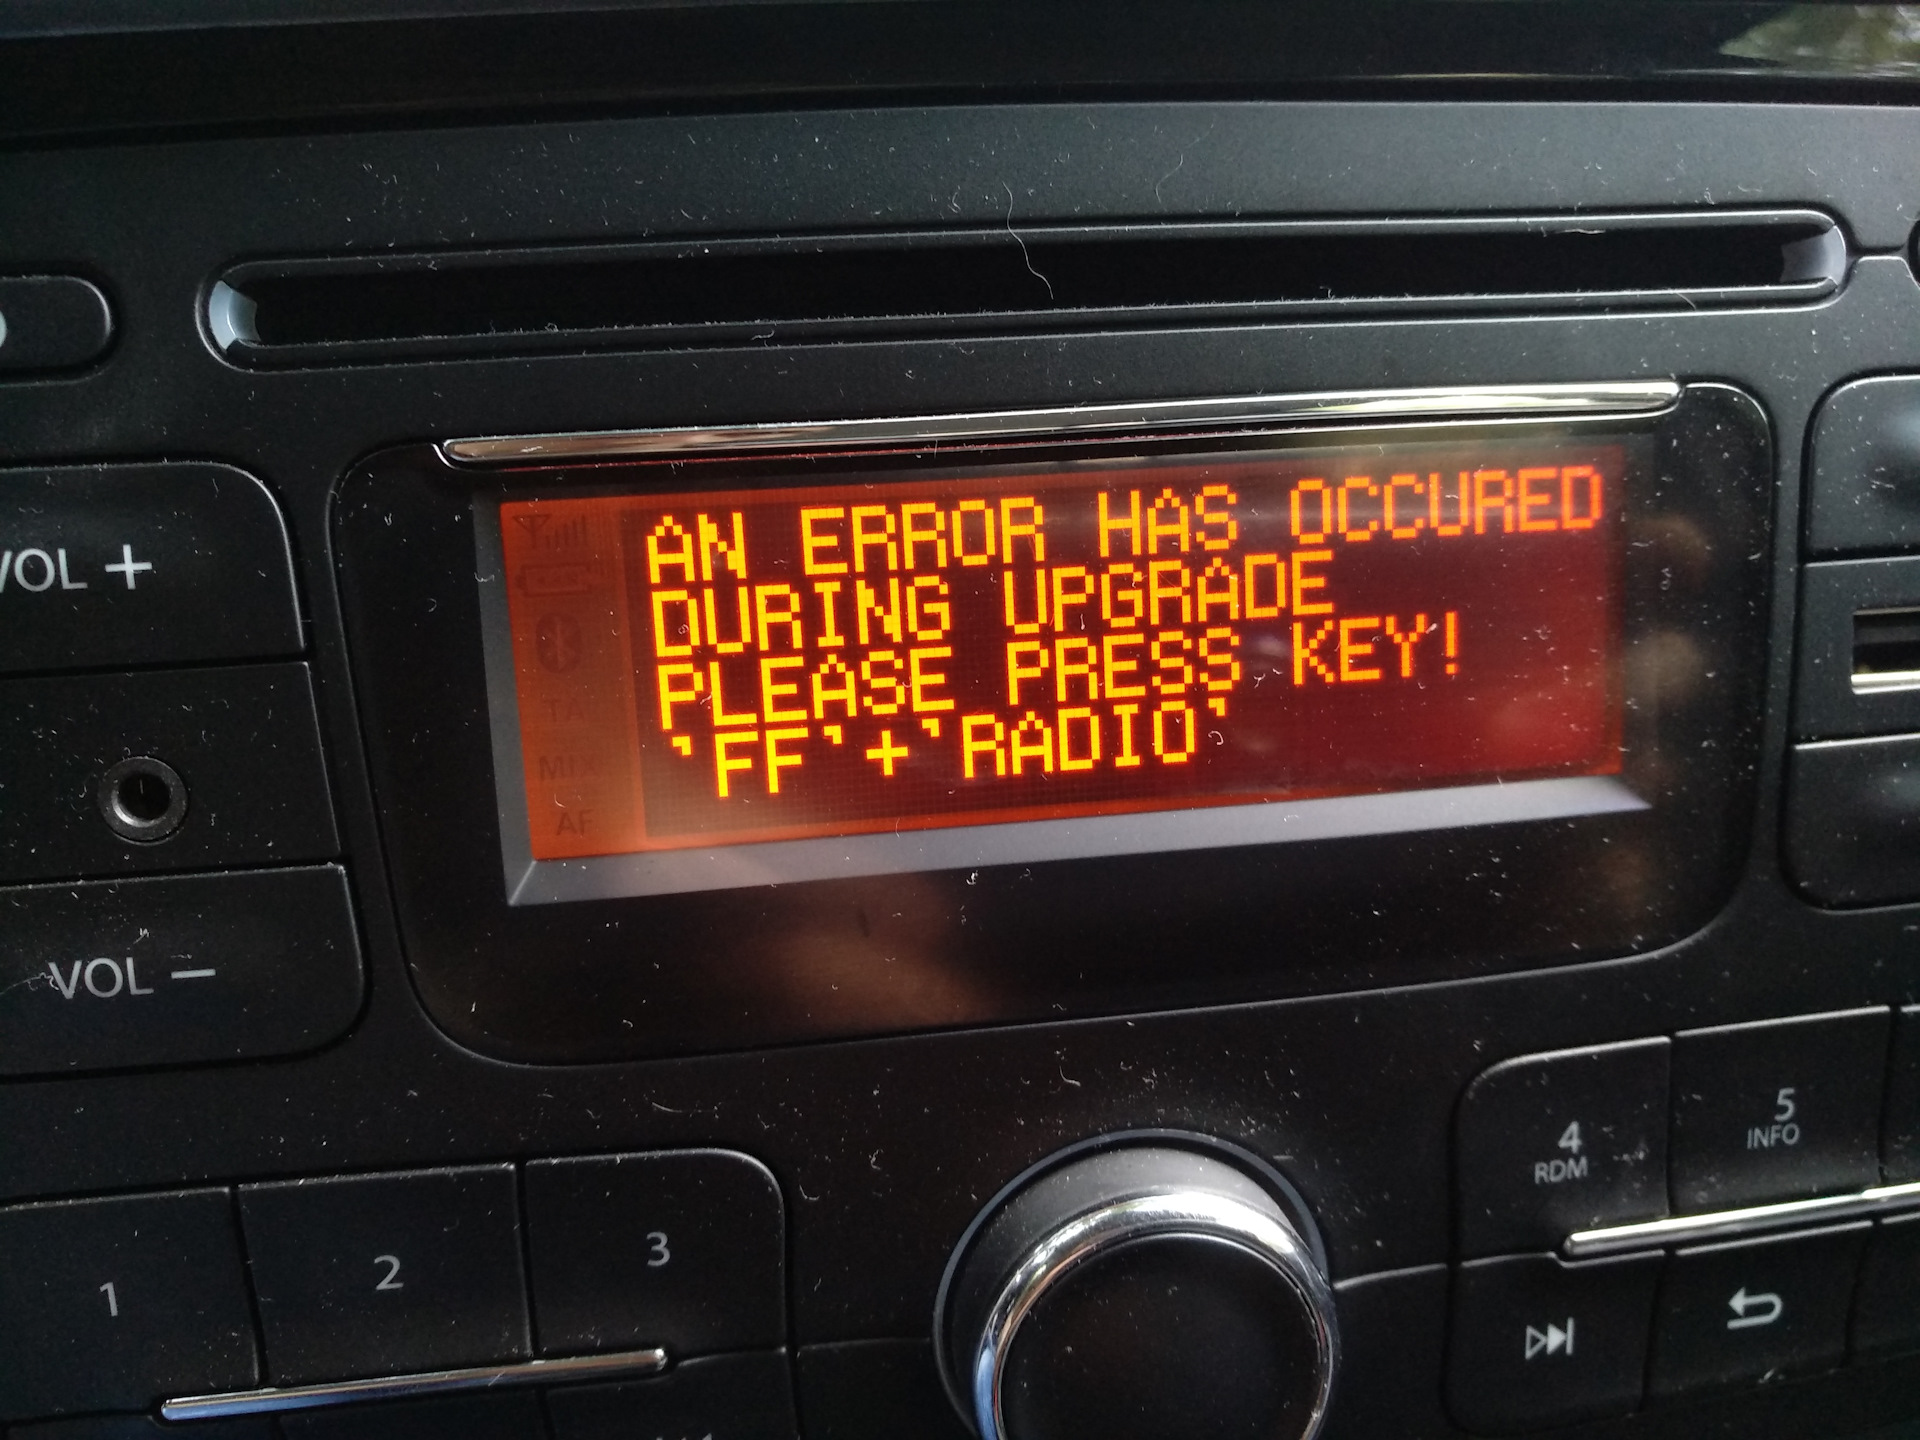 AN ERROR HAS OCCURED
DURING UPGRADE
PLEASE PRESS KEY!
'FF'+'RADIO'
VOL +
TA
AF
VOL −
1
2
3
4
RDM
5
INFO